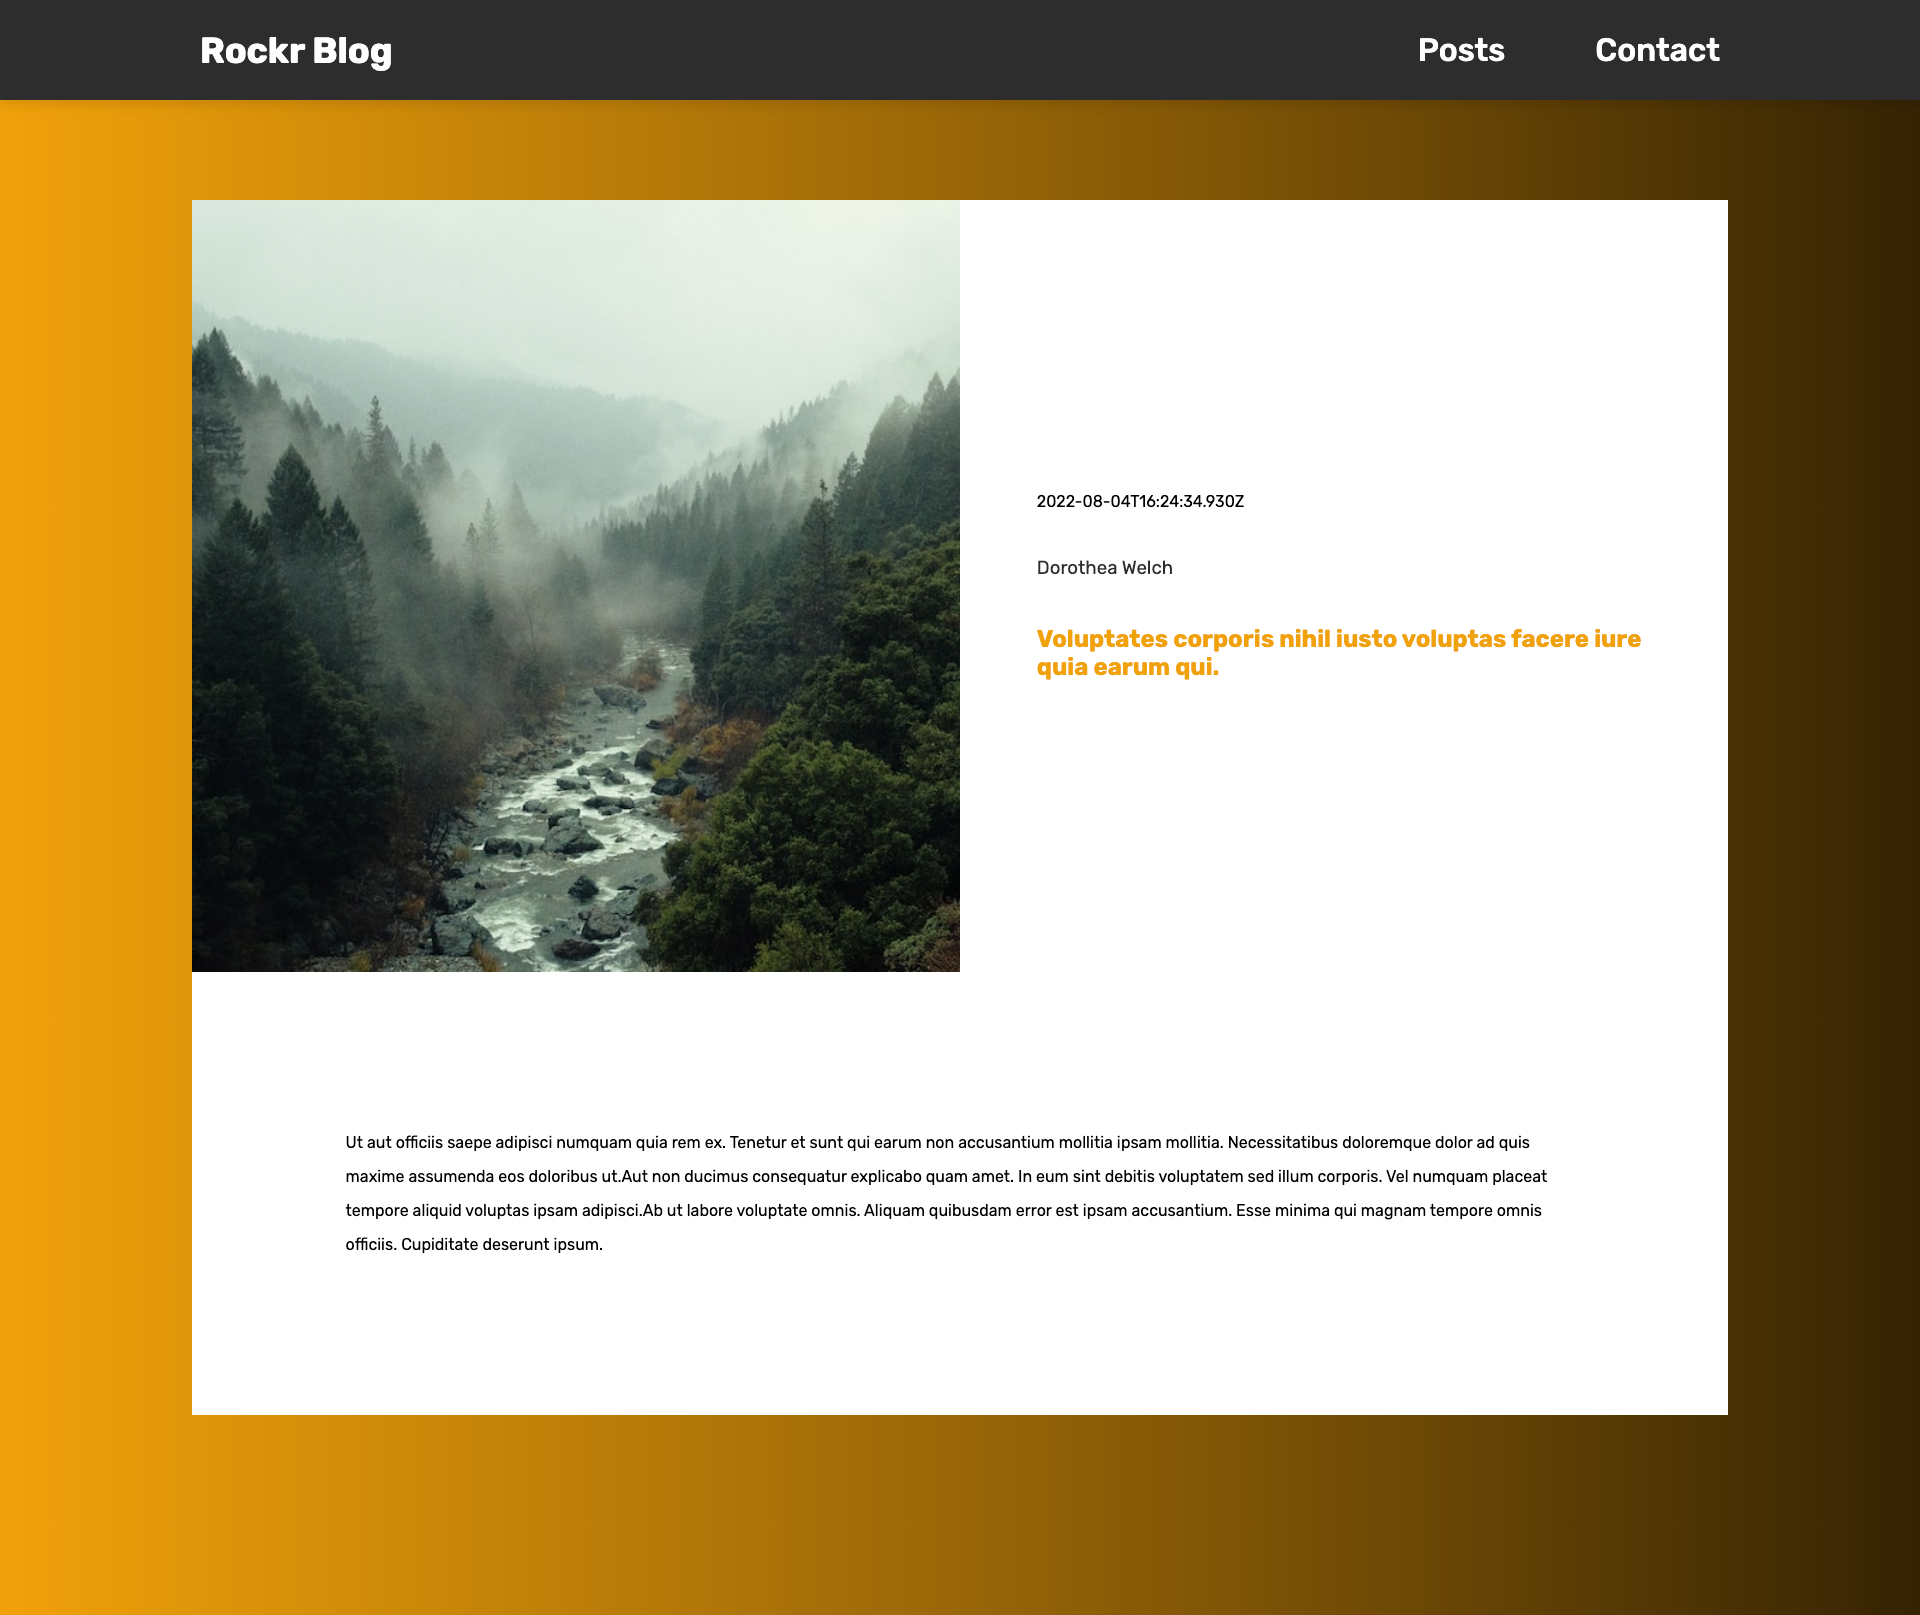 Rockr Blog
Posts
Contact
2022-08-04T16:24:34.930Z
Dorothea Welch
Voluptates corporis nihil iusto voluptas facere iure
quia earum qui.
Ut aut officiis saepe adipisci numquam quia rem ex. Tenetur et sunt qui earum non accusantium mollitia ipsam mollitia. Necessitatibus doloremque dolor ad quis
maxime assumenda eos doloribus ut.Aut non ducimus consequatur explicabo quam amet. In eum sint debitis voluptatem sed illum corporis. Vel numquam placeat
tempore aliquid voluptas ipsam adipisci.Ab ut labore voluptate omnis. Aliquam quibusdam error est ipsam accusantium. Esse minima qui magnam tempore omnis
officiis. Cupiditate deserunt ipsum.